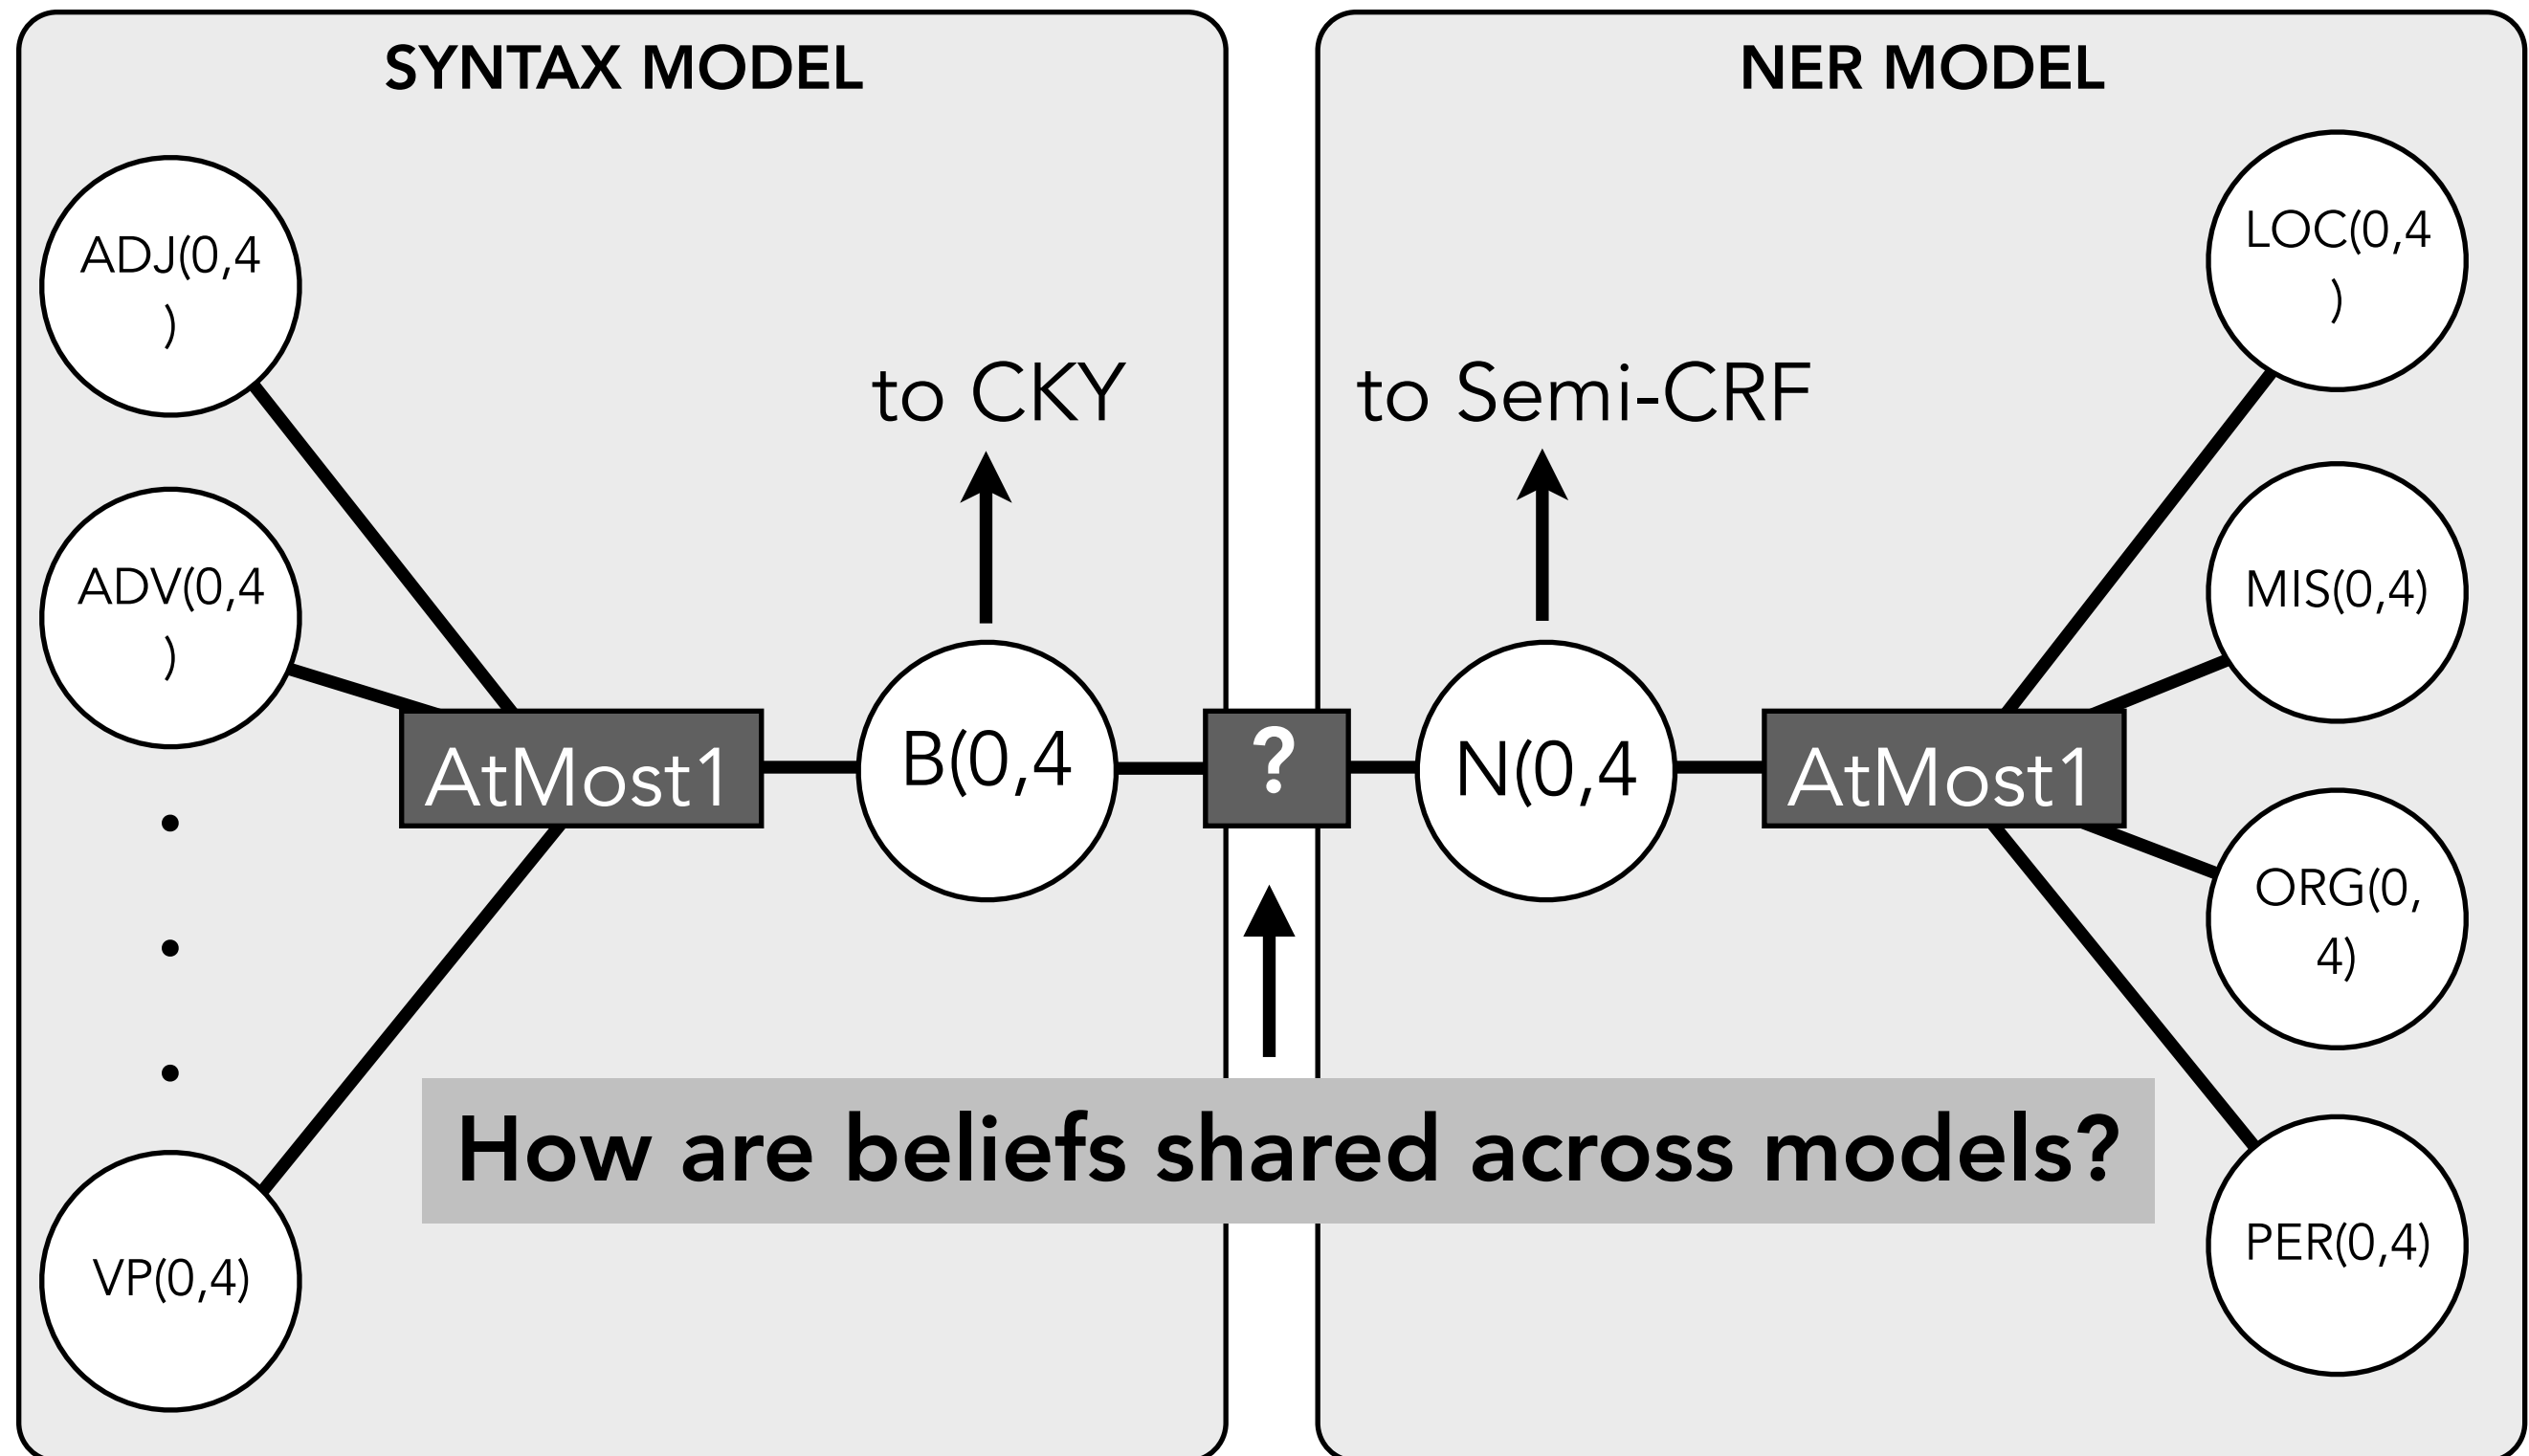 SYNTAX MODEL
ADJ(0,4
)
ADV(0,4
)
VP(0,4)
AtMost1
to CKY
B(0,4
?
NER MODEL
to Semi-CRF
N(0,4
AtMost1
LOC(0,4
)
MIS(0,4)
ORG(0,
4)
PER(0,4)
How are beliefs shared across models?